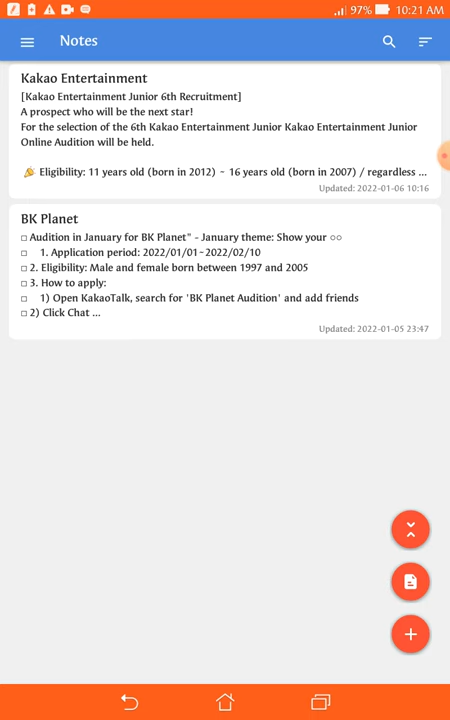 97% 10:21 AM
Notes
Kakao Entertainment
[Kakao Entertainment Junior 6th Recruitment]
A prospect who will be the next star!
For the selection of the 6th Kakao Entertainment Junior Kakao Entertainment Junior
Online Audition will be held.
🎉 Eligibility: 11 years old (born in 2012) ~ 16 years old (born in 2007) / regardless ...
Updated: 2022-01-06 10:16
BK Planet
□ Audition in January for BK Planet" - January theme: Show your ○○
□ 1. Application period: 2022/01/01~2022/02/10
□ 2. Eligibility: Male and female born between 1997 and 2005
□ 3. How to apply:
□ 1) Open KakaoTalk, search for 'BK Planet Audition' and add friends
□ 2) Click Chat ...
Updated: 2022-01-05 23:47